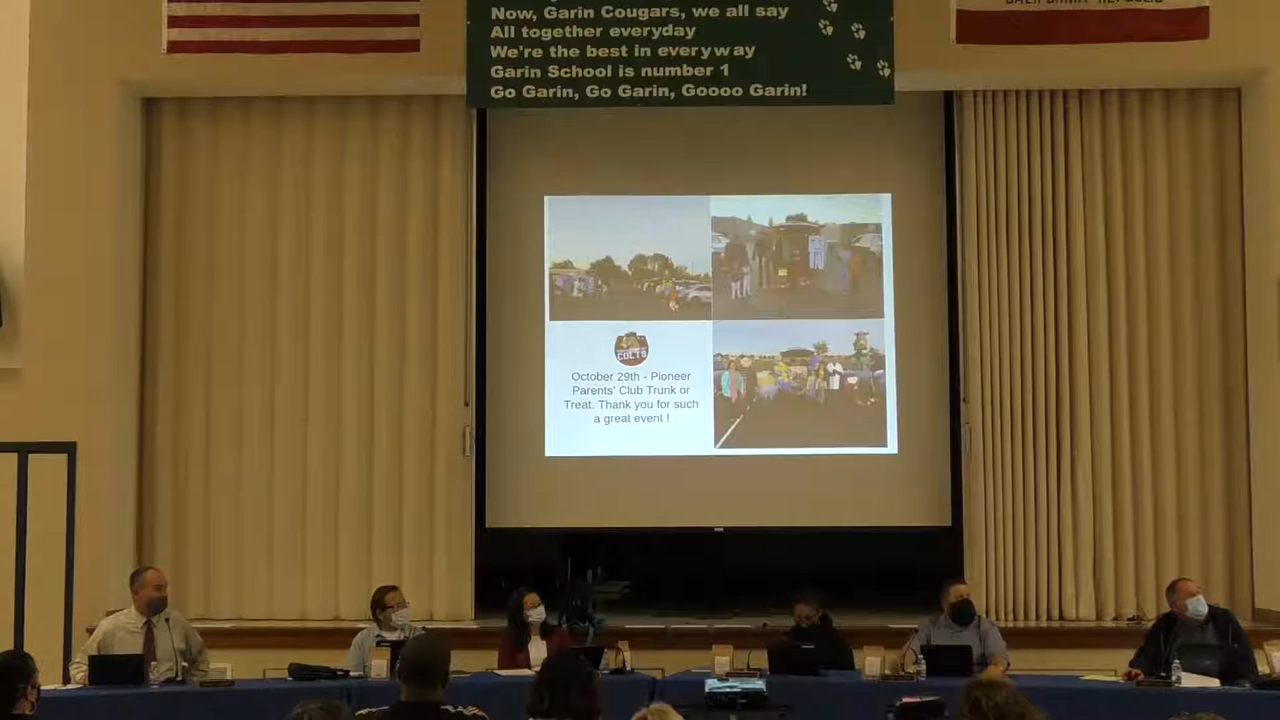 Now, Garin Cougars, we all say
All together everyday
We're the best in everyway
Garin School is number 1
Go Garin, Go Garin, Goooo Garin!
CALIFORNIA REPUBLIC
COLTS
October 29th - Pioneer
Parents' Club Trunk or
Treat. Thank you for such
a great event !